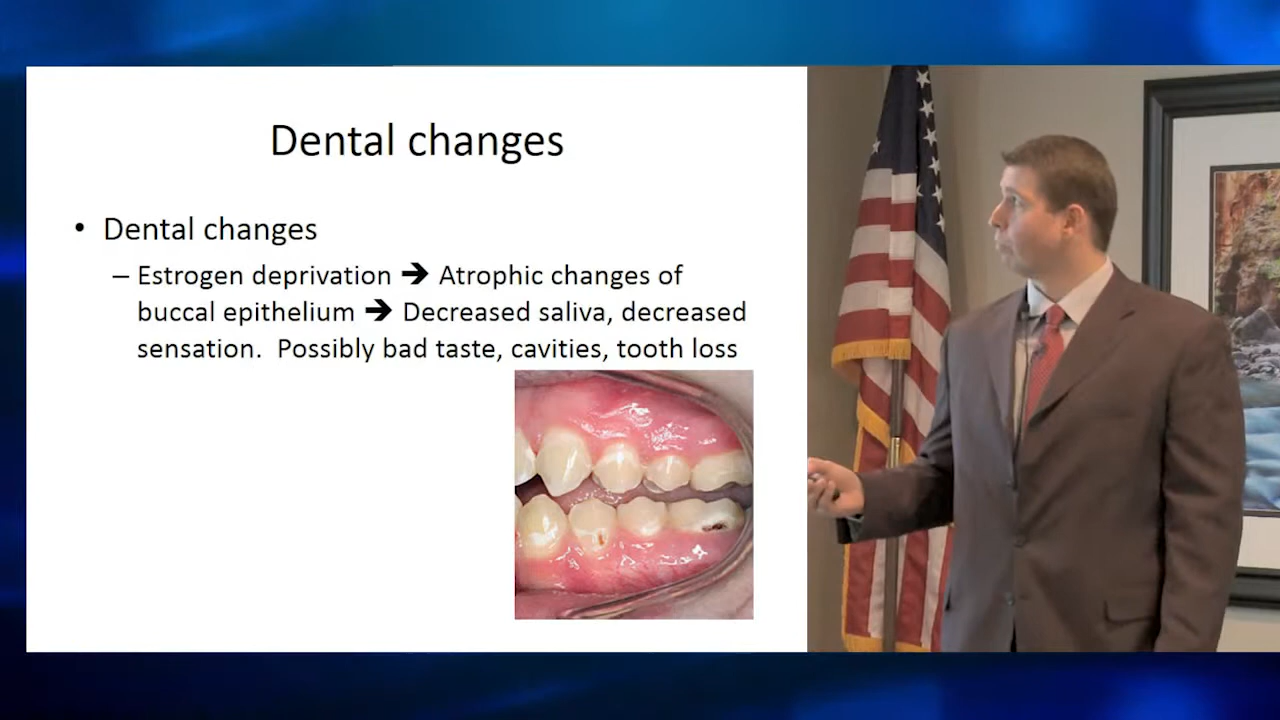 Dental changes
• Dental changes
– Estrogen deprivation ➔ Atrophic changes of
buccal epithelium ➔ Decreased saliva, decreased
sensation. Possibly bad taste, cavities, tooth loss